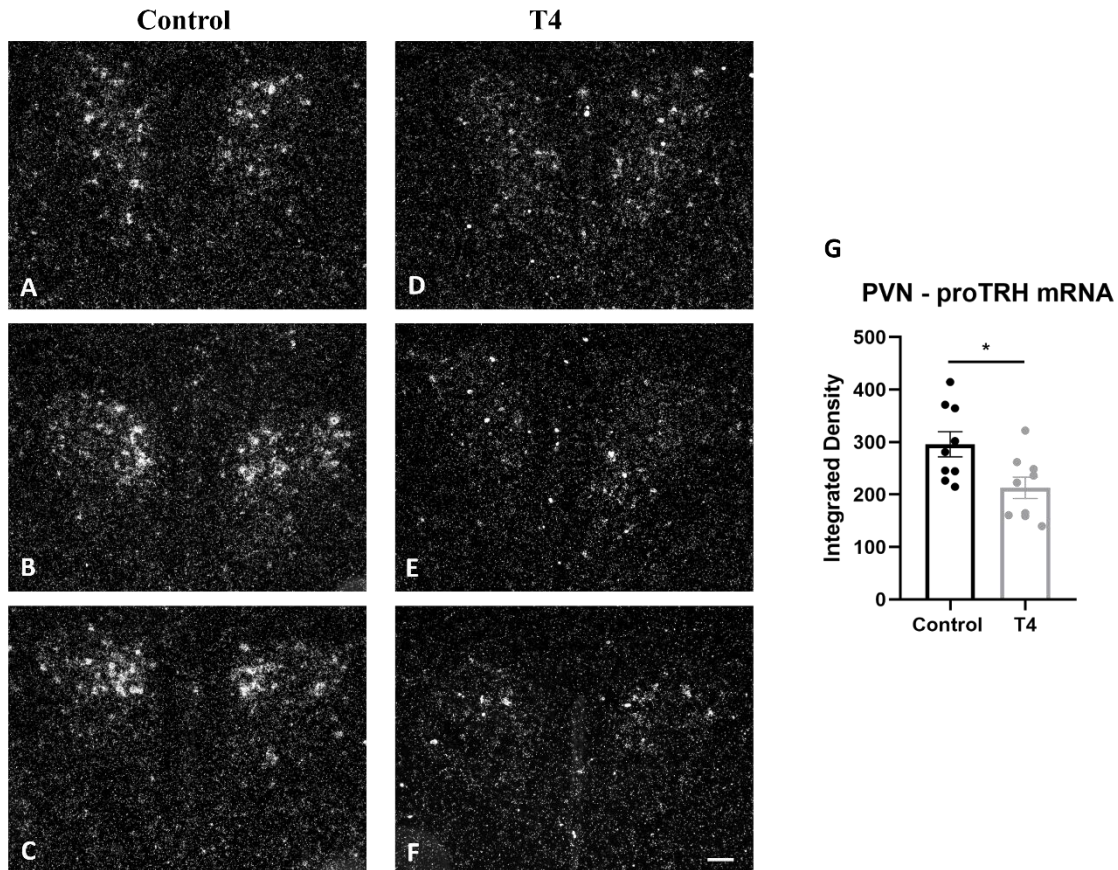 Control
T4
A
D
B
E
C
F
G
PVN - proTRH mRNA
Integrated Density
500
400
300
200
100
0
*
Control
T4